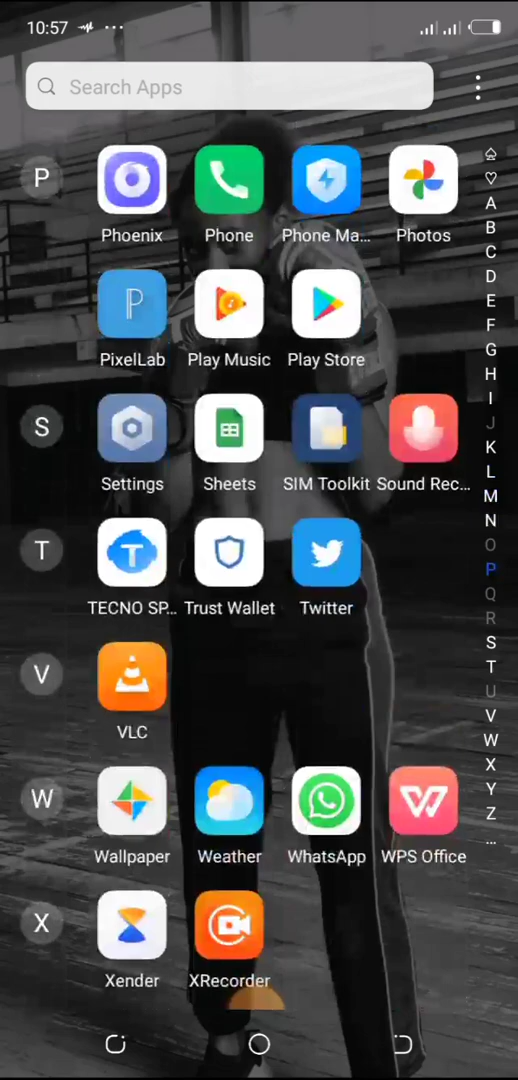 10:57
Search Apps
P
Phoenix
Phone
Phone Ma...
Photos
PixelLab
Play Music
Play Store
S
Settings
Sheets
SIM Toolkit
Sound Rec...
T
TECNO SP...
Trust Wallet
Twitter
V
VLC
W
Wallpaper
Weather
WhatsApp
WPS Office
X
Xender
XRecorder
A
B
C
D
E
F
G
H
I
J
K
L
M
N
O
P
Q
R
S
T
U
V
W
X
Y
Z
...